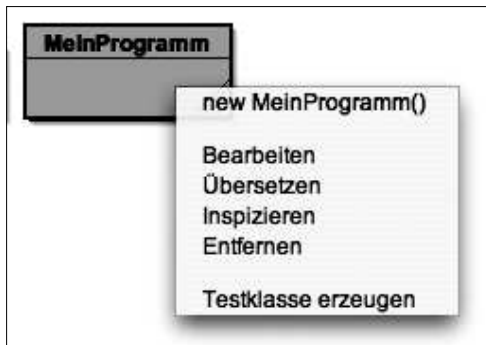 MeinProgramm
new MeinProgramm()
Bearbeiten
Übersetzen
Inspizieren
Entfernen
Testklasse erzeugen